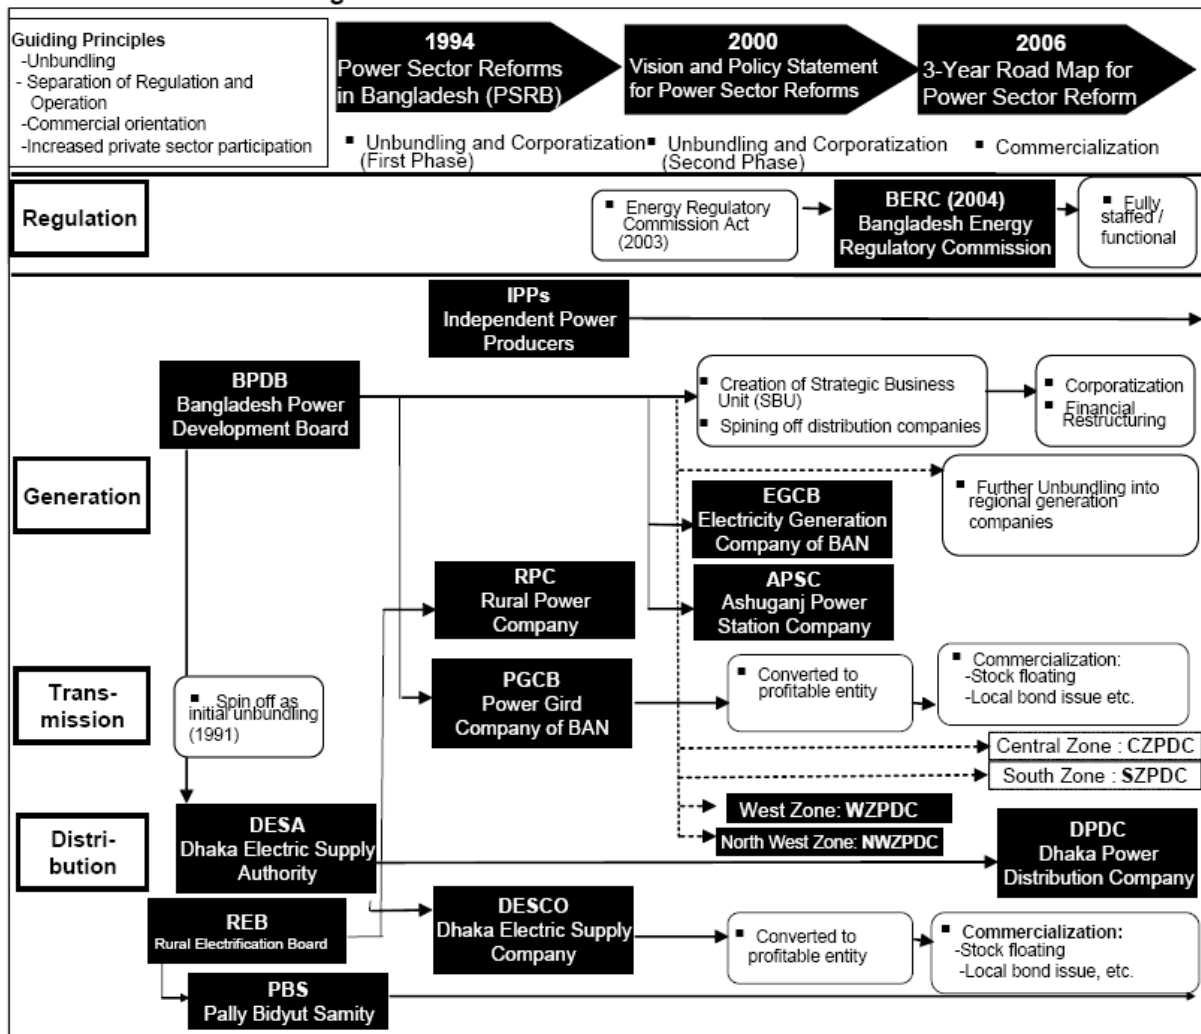 Guiding Principles
-Unbundling
- Separation of Regulation and
Operation
-Commercial orientation
-Increased private sector participation
1994
Power Sector Reforms
in Bangladesh (PSRB)
2000
Vision and Policy Statement
for Power Sector Reforms
2006
3-Year Road Map for
Power Sector Reform
▪ Unbundling and Corporatization
(First Phase)
▪ Unbundling and Corporatization
(Second Phase)
▪ Commercialization
Regulation
▪ Energy Regulatory
Commission Act
(2003)
BERC (2004)
Bangladesh Energy
Regulatory Commission
▪ Fully
staffed /
functional
IPPs
Independent Power
Producers
BPDB
Bangladesh Power
Development Board
▪ Creation of Strategic Business
Unit (SBU)
▪ Spining off distribution companies
▪ Corporatization
▪ Financial
Restructuring
Generation
▪ Further Unbundling into
regional generation
companies
EGCB
Electricity Generation
Company of BAN
RPC
Rural Power
Company
APSC
Ashuganj Power
Station Company
Trans-
mission
▪ Spin off as
initial unbundling
(1991)
PGCB
Power Gird
Company of BAN
▪ Converted to
profitable entity
▪ Commercialization:
-Stock floating
-Local bond issue etc.
Central Zone : CZPDC
South Zone : SZPDC
West Zone: WZPDC
North West Zone: NWZPDC
Distri-
bution
DESA
Dhaka Electric Supply
Authority
DPDC
Dhaka Power
Distribution Company
REB
Rural Electrification Board
DESCO
Dhaka Electric Supply
Company
▪ Converted to
profitable entity
▪ Commercialization:
-Stock floating
-Local bond issue, etc.
PBS
Pally Bidyut Samity